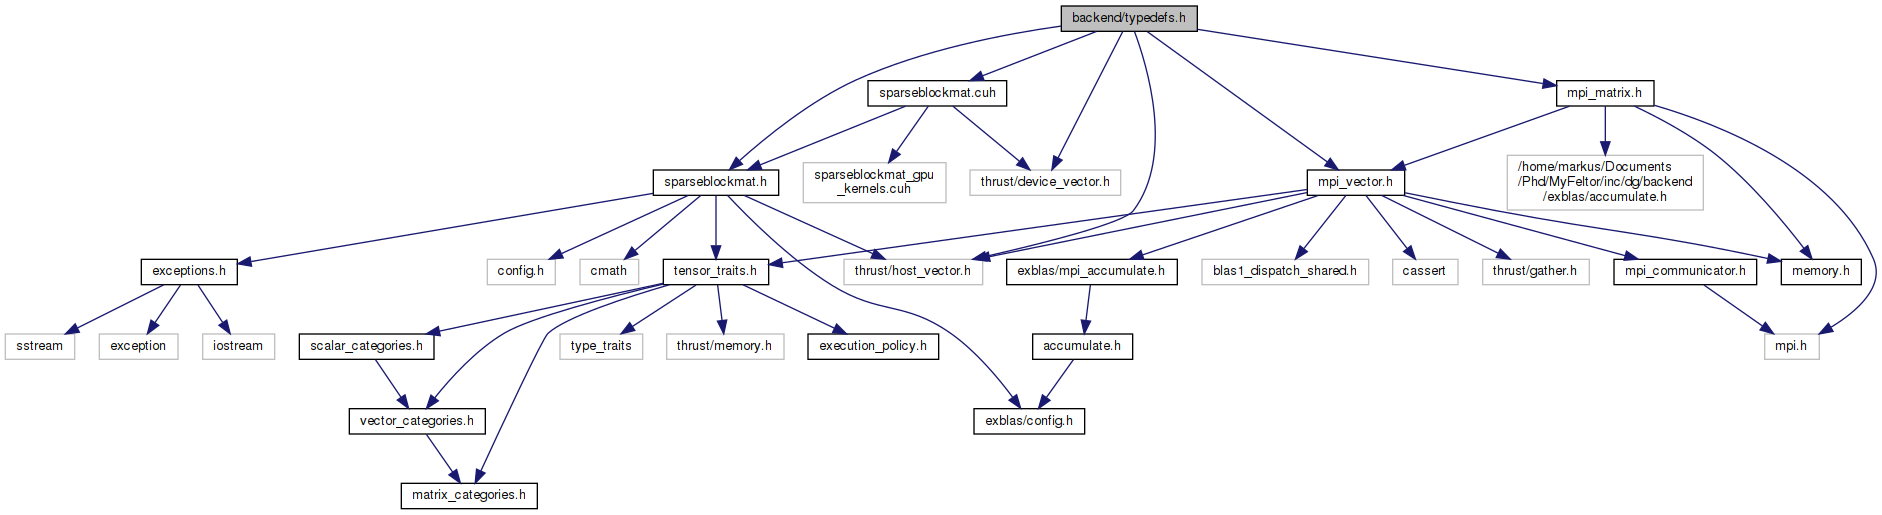 backend/typedefs.h
sparseblockmat.cuh
mpi_matrix.h
sparseblockmat.h
sparseblockmat_gpu
_kernels.cuh
thrust/device_vector.h
mpi_vector.h
/home/markus/Documents
/Phd/MyFeltor/inc/dg/backend
/exblas/accumulate.h
exceptions.h
config.h
cmath
tensor_traits.h
thrust/host_vector.h
exblas/mpi_accumulate.h
blas1_dispatch_shared.h
cassert
thrust/gather.h
mpi_communicator.h
memory.h
sstream
exception
iostream
scalar_categories.h
type_traits
thrust/memory.h
execution_policy.h
accumulate.h
mpi.h
vector_categories.h
exblas/config.h
matrix_categories.h